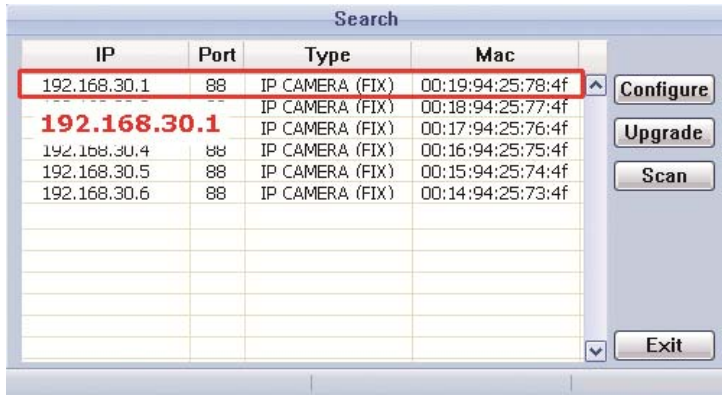 Search
IP Port Type Mac
192.168.30.1 88 IP CAMERA (FIX) 00:19:94:25:78:4f
IP CAMERA (FIX) 00:18:94:25:77:4f
192.168.30.1
IP CAMERA (FIX) 00:17:94:25:76:4f
192.168.30.4 88 IP CAMERA (FIX) 00:16:94:25:75:4f
192.168.30.5 88 IP CAMERA (FIX) 00:15:94:25:74:4f
192.168.30.6 88 IP CAMERA (FIX) 00:14:94:25:73:4f
Configure
Upgrade
Scan
Exit